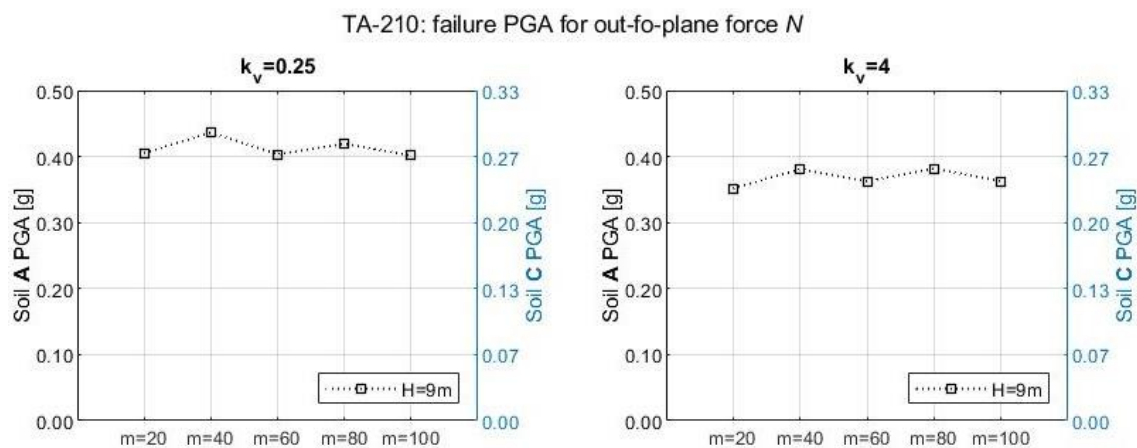 TA-210: failure PGA for out-fo-plane force N
k_v=0.25
0.50
0.40
0.30
0.20
0.10
0.00
Soil A PGA [g]
0.33
0.27
0.20
0.13
0.07
0.00
Soil C PGA [g]
H=9m
m=20 m=40 m=60 m=80 m=100
k_v=4
0.50
0.40
0.30
0.20
0.10
0.00
Soil A PGA [g]
0.33
0.27
0.20
0.13
0.07
0.00
Soil C PGA [g]
H=9m
m=20 m=40 m=60 m=80 m=100